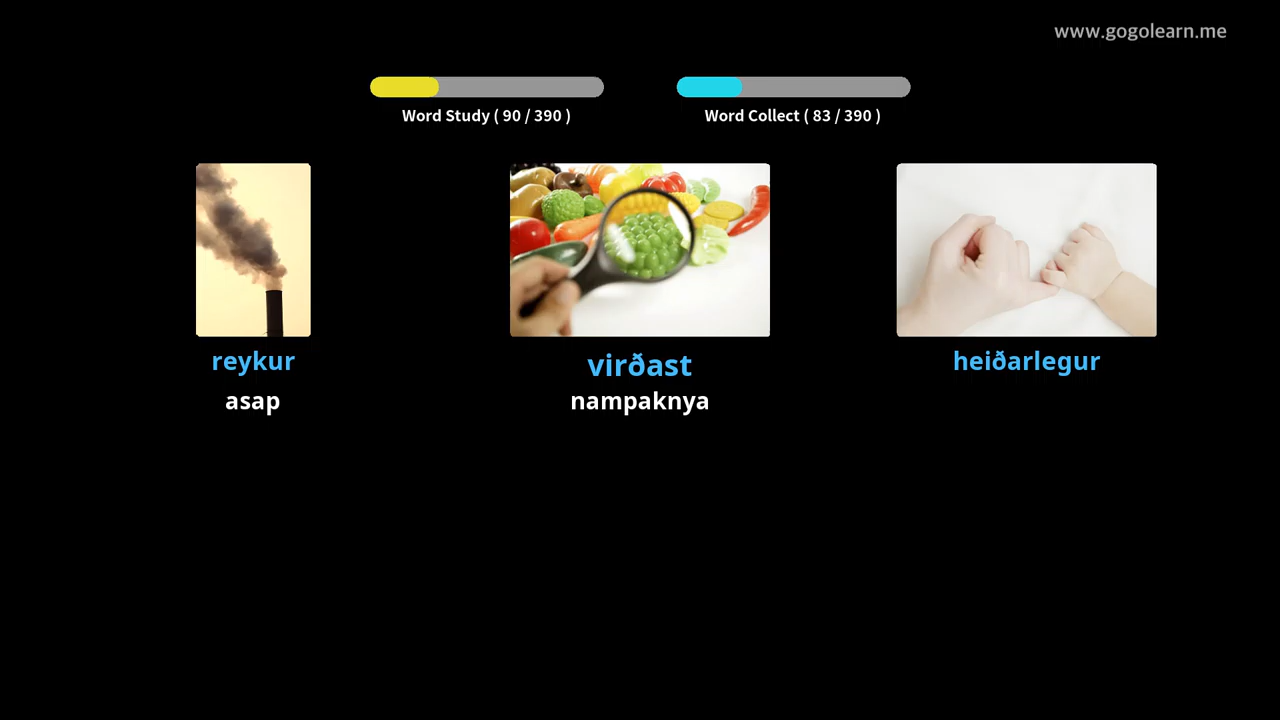 www.gogolearn.me
Word Study ( 90 / 390 )
Word Collect ( 83 / 390 )
reykur
asap
virðast
nampaknya
heiðarlegur